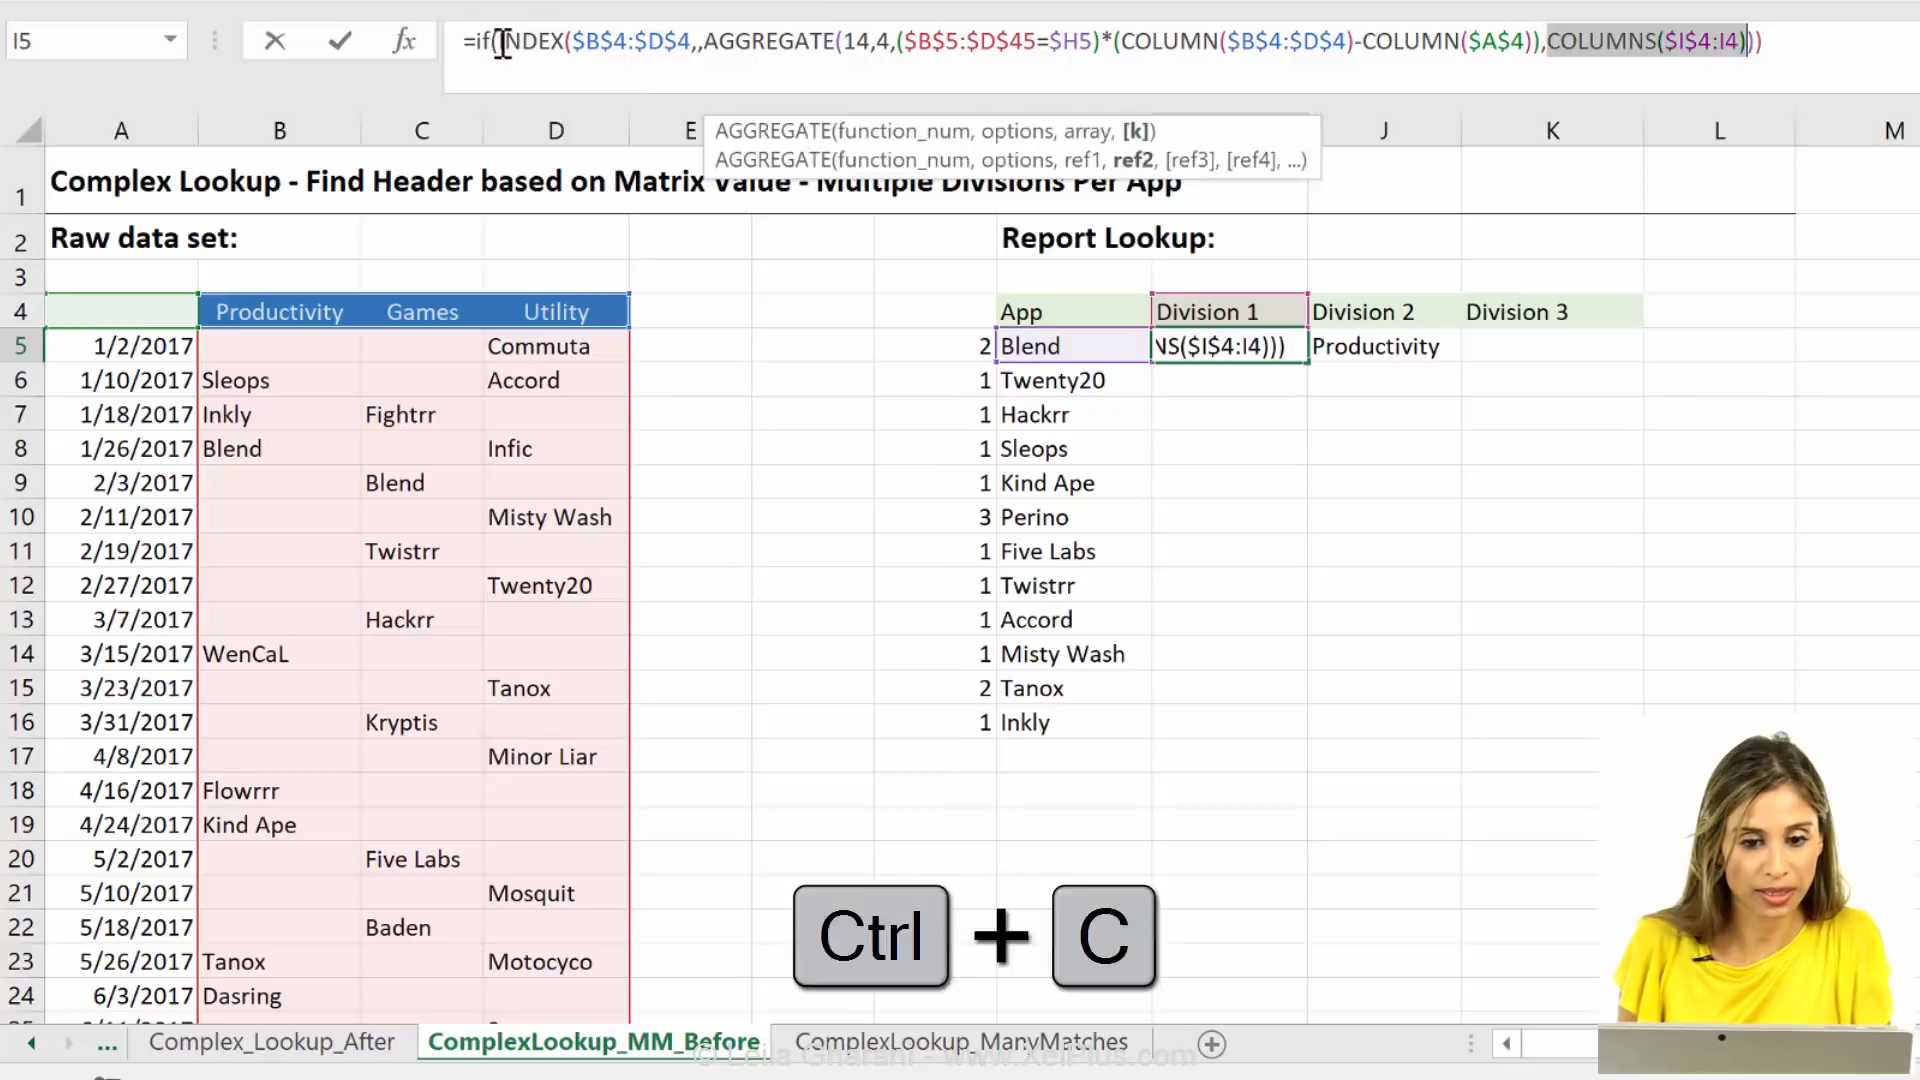 I5
fx
=if(INDEX($B$4:$D$4,,AGGREGATE(14,4,($B$5:$D$45=$H5)*(COLUMN($B$4:$D$4)-COLUMN($A$4)),COLUMNS($I$4:I4)))
AGGREGATE(function_num, options, array, [k])
AGGREGATE(function_num, options, ref1, ref2, [ref3], [ref4], ...)
A B C D E J K L M
1 Complex Lookup - Find Header based on Matrix Value - Multiple Divisions Per App
2 Raw data set: Report Lookup:
3
4 Productivity Games Utility App Division 1 Division 2 Division 3
5 1/2/2017 Commuta 2 Blend NS($I$4:I4))) Productivity
6 1/10/2017 Sleops Accord 1 Twenty20
7 1/18/2017 Inkly Fightrr 1 Hackrr
8 1/26/2017 Blend Infic 1 Sleops
9 2/3/2017 Blend 1 Kind Ape
10 2/11/2017 Misty Wash 3 Perino
11 2/19/2017 Twistrr 1 Five Labs
12 2/27/2017 Twenty20 1 Twistrr
13 3/7/2017 Hackrr 1 Accord
14 3/15/2017 WenCaL 1 Misty Wash
15 3/23/2017 Tanox 2 Tanox
16 3/31/2017 Kryptis 1 Inkly
17 4/8/2017 Minor Liar
18 4/16/2017 Flowrrr
19 4/24/2017 Kind Ape
20 5/2/2017 Five Labs
21 5/10/2017 Mosquit
22 5/18/2017 Baden
23 5/26/2017 Tanox Motocyco
24 6/3/2017 Dasring
Ctrl + C
... Complex_Lookup_After ComplexLookup_MM_Before ComplexLookup_ManyMatches
© Leila Gharani - www.XelPlus.com